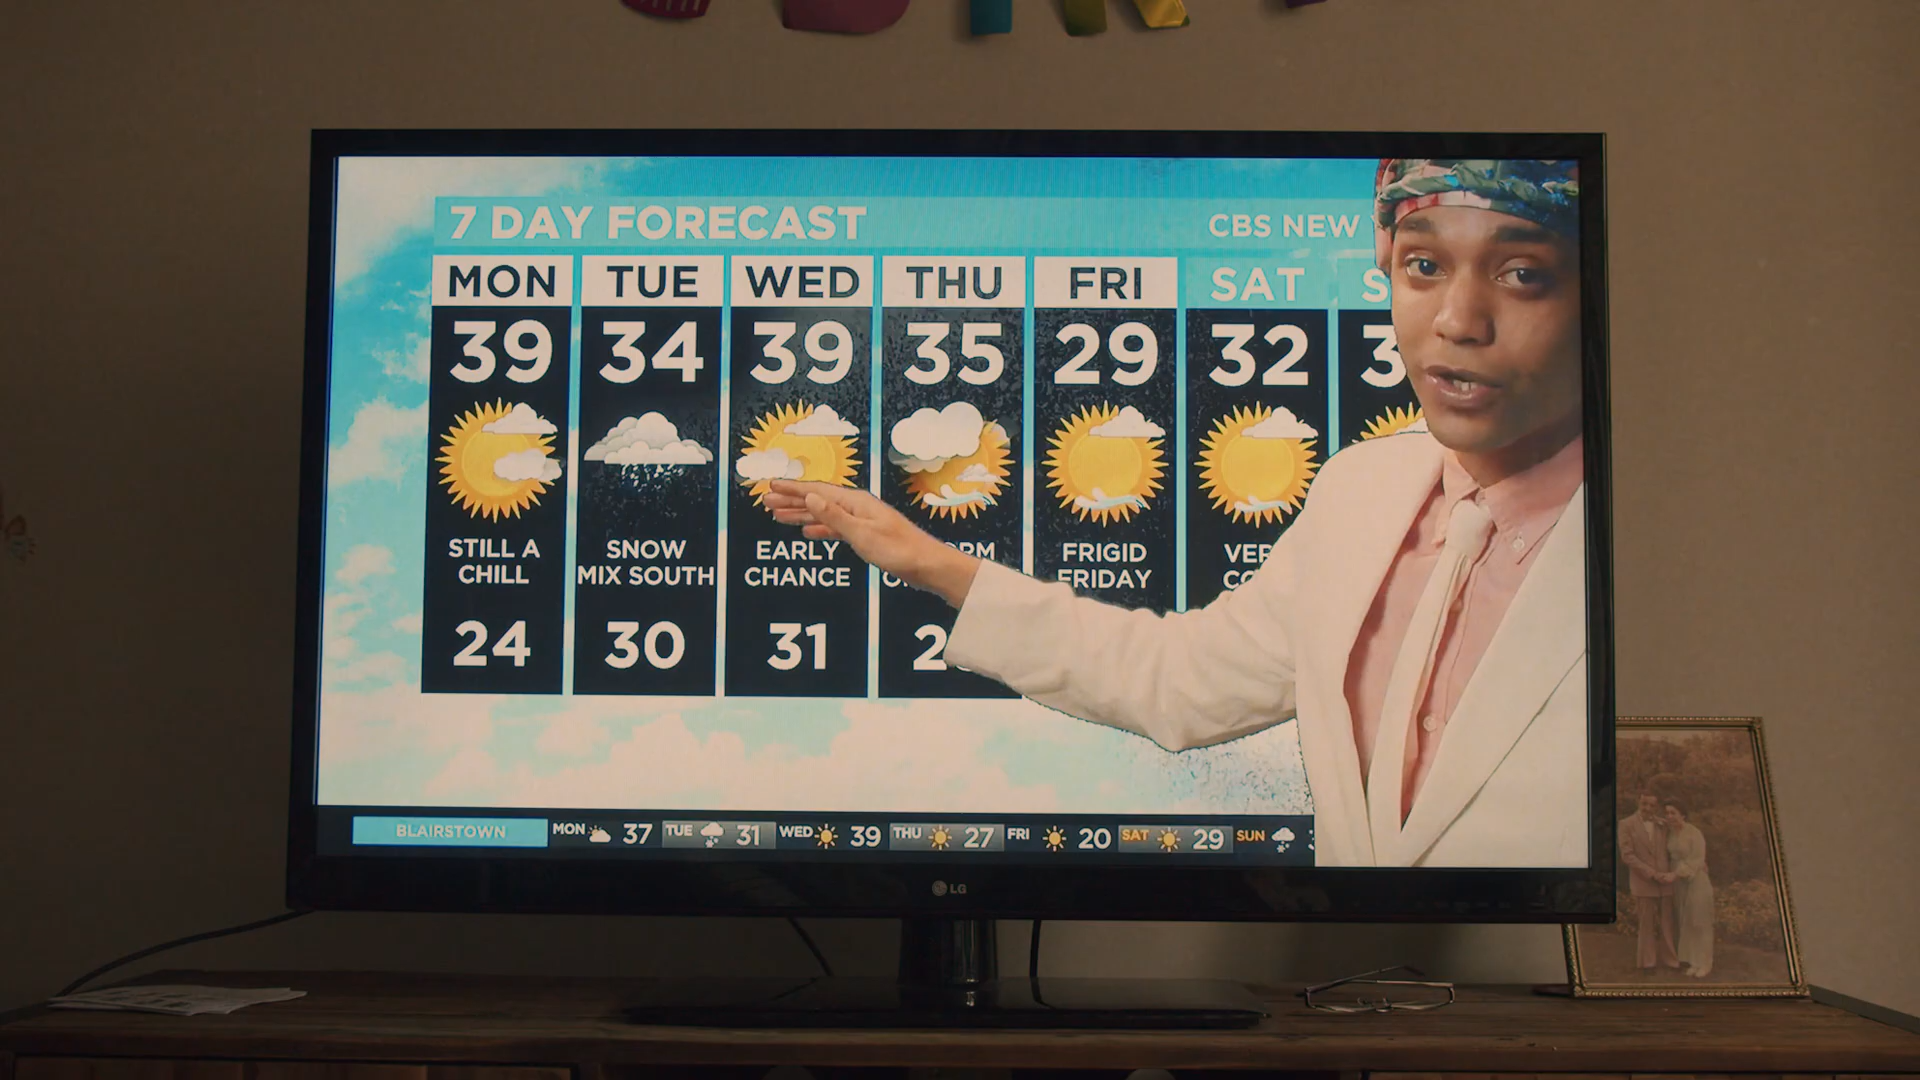 7 DAY FORECAST
CBS NEW
MON TUE WED THU FRI SAT
39 34 39 35 29 32
STILL A CHILL
SNOW MIX SOUTH
EARLY CHANCE
FRIGID FRIDAY
24 30 31
BLAIRSTOWN MON 37 TUE 31 WED 39 THU 27 FRI 20 SAT 29 SUN
LG